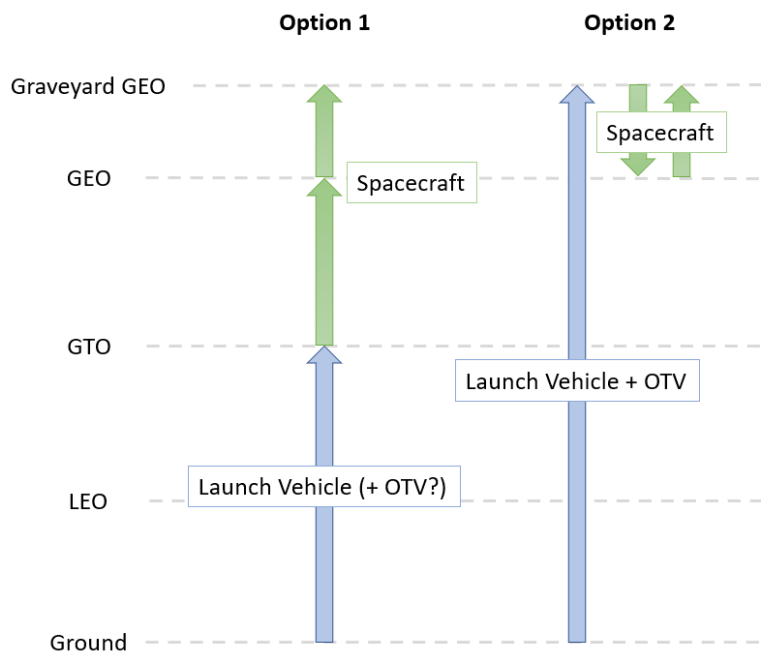 Option 1
Option 2
Graveyard GEO
Spacecraft
GEO
Spacecraft
GTO
Launch Vehicle + OTV
Launch Vehicle (+ OTV?)
LEO
Ground